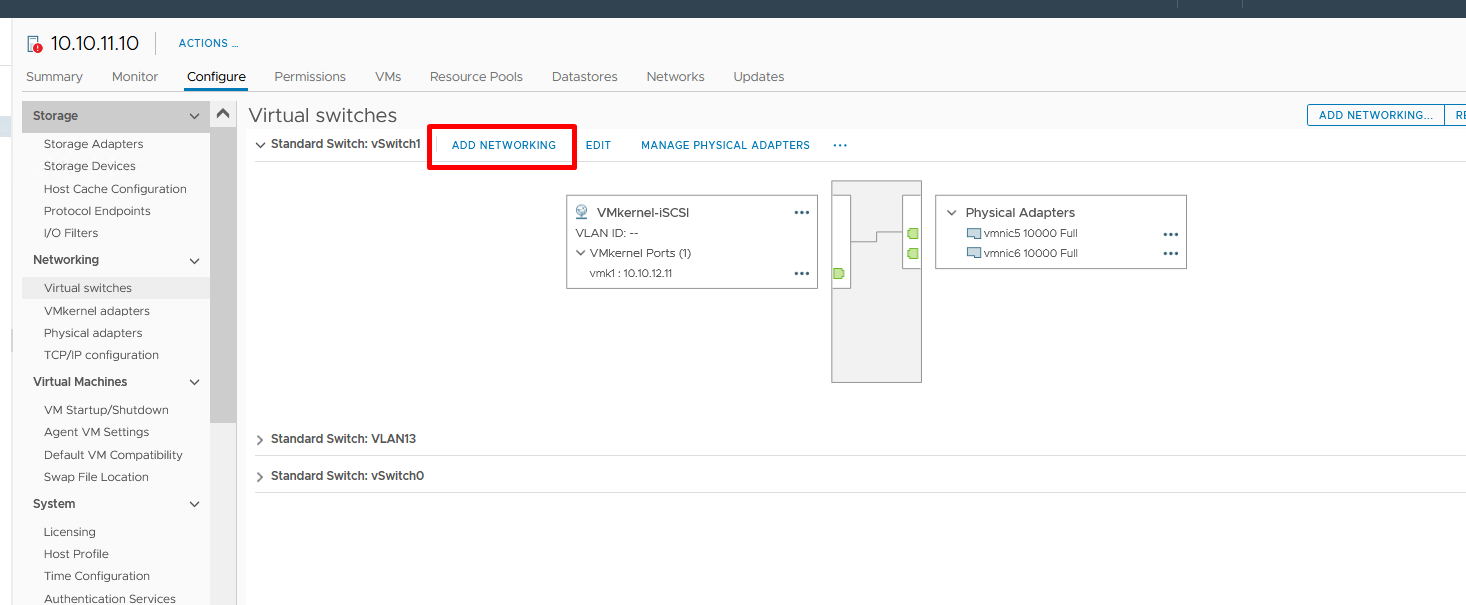 10.10.11.10 ACTIONS ...
Summary Monitor Configure Permissions VMs Resource Pools Datastores Networks Updates
Storage
Storage Adapters
Storage Devices
Host Cache Configuration
Protocol Endpoints
I/O Filters
Networking
Virtual switches
VMkernel adapters
Physical adapters
TCP/IP configuration
Virtual Machines
VM Startup/Shutdown
Agent VM Settings
Default VM Compatibility
Swap File Location
System
Licensing
Host Profile
Time Configuration
Authentication Services
Virtual switches
ADD NETWORKING... RE
Standard Switch: vSwitch1 ADD NETWORKING EDIT MANAGE PHYSICAL ADAPTERS ...
VMkernel-iSCSI ...
VLAN ID: --
VMkernel Ports (1)
vmk1 : 10.10.12.11 ...
Physical Adapters
vmnic5 10000 Full ...
vmnic6 10000 Full ...
Standard Switch: VLAN13
Standard Switch: vSwitch0